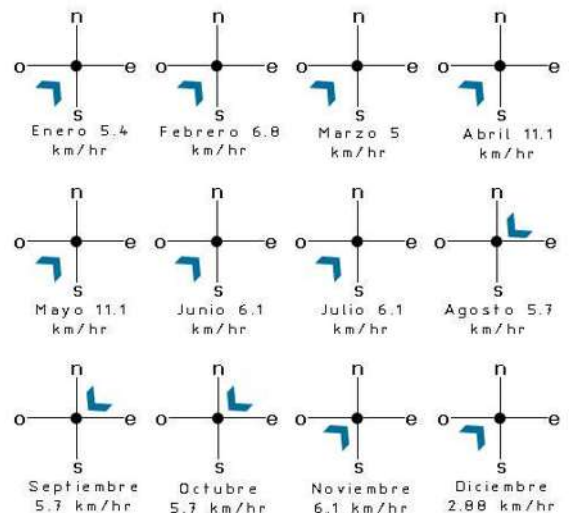 n n n n
o e o e o e o e
s s s s
Enero 5.4 Febrero 6.8 Marzo 5 Abril 11.1
km/hr km/hr km/hr km/hr
n n n n
o e o e o e o e
s s s s
Mayo 11.1 Junio 6.1 Julio 6.1 Agosto 5.7
km/hr km/hr km/hr km/hr
n n n n
o e o e o e o e
s s s s
Septiembre Octubre Noviembre Diciembre
5.7 km/hr 5.7 km/hr 6.1 km/hr 2.88 km/hr